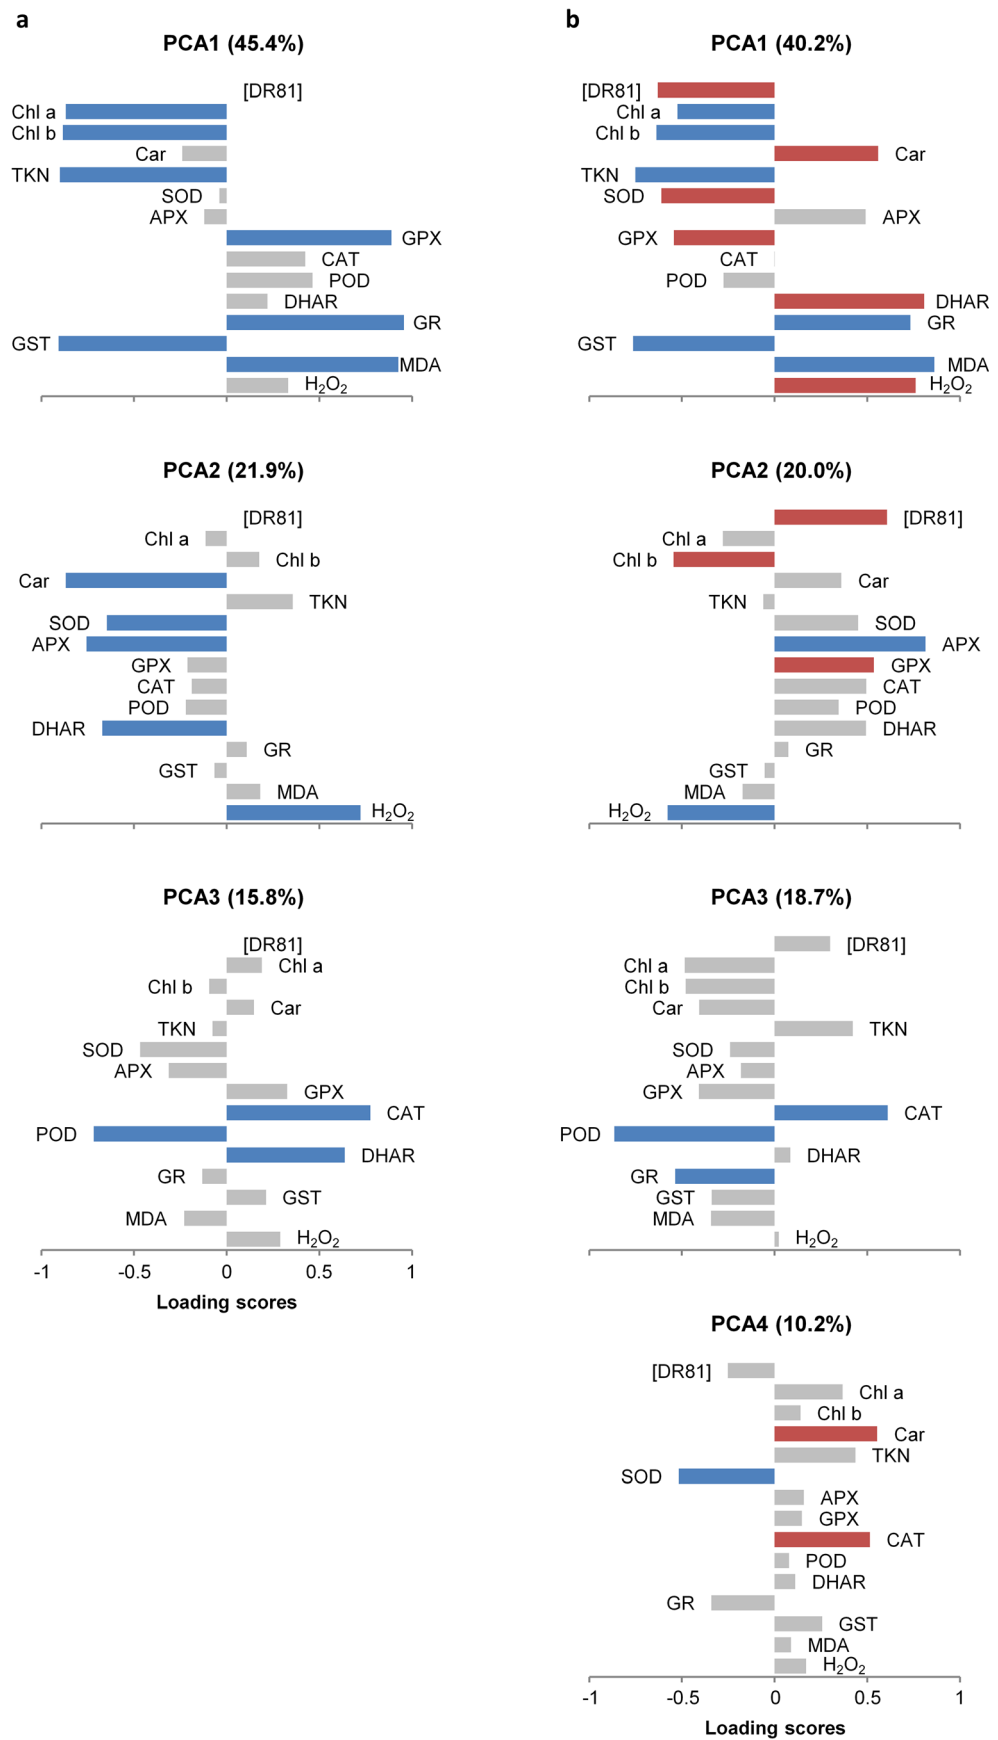 a
PCA1 (45.4%)
[DR81]
Chl a
Chl b
Car
TKN
SOD
APX
GPX
CAT
POD
DHAR
GR
GST
MDA
H₂O₂
PCA2 (21.9%)
[DR81]
Chl a
Chl b
Car
TKN
SOD
APX
GPX
CAT
POD
DHAR
GR
GST
MDA
H₂O₂
PCA3 (15.8%)
[DR81]
Chl a
Chl b
Car
TKN
SOD
APX
GPX
CAT
POD
DHAR
GR
GST
MDA
H₂O₂
-1 -0.5 0 0.5 1
Loading scores
b
PCA1 (40.2%)
[DR81]
Chl a
Chl b
Car
TKN
SOD
APX
GPX
CAT
POD
DHAR
GR
GST
MDA
H₂O₂
PCA2 (20.0%)
[DR81]
Chl a
Chl b
Car
TKN
SOD
APX
GPX
CAT
POD
DHAR
GR
GST
MDA
H₂O₂
PCA3 (18.7%)
[DR81]
Chl a
Chl b
Car
TKN
SOD
APX
GPX
CAT
POD
DHAR
GR
GST
MDA
H₂O₂
PCA4 (10.2%)
[DR81]
Chl a
Chl b
Car
TKN
SOD
APX
GPX
CAT
POD
DHAR
GR
GST
MDA
H₂O₂
-1 -0.5 0 0.5 1
Loading scores